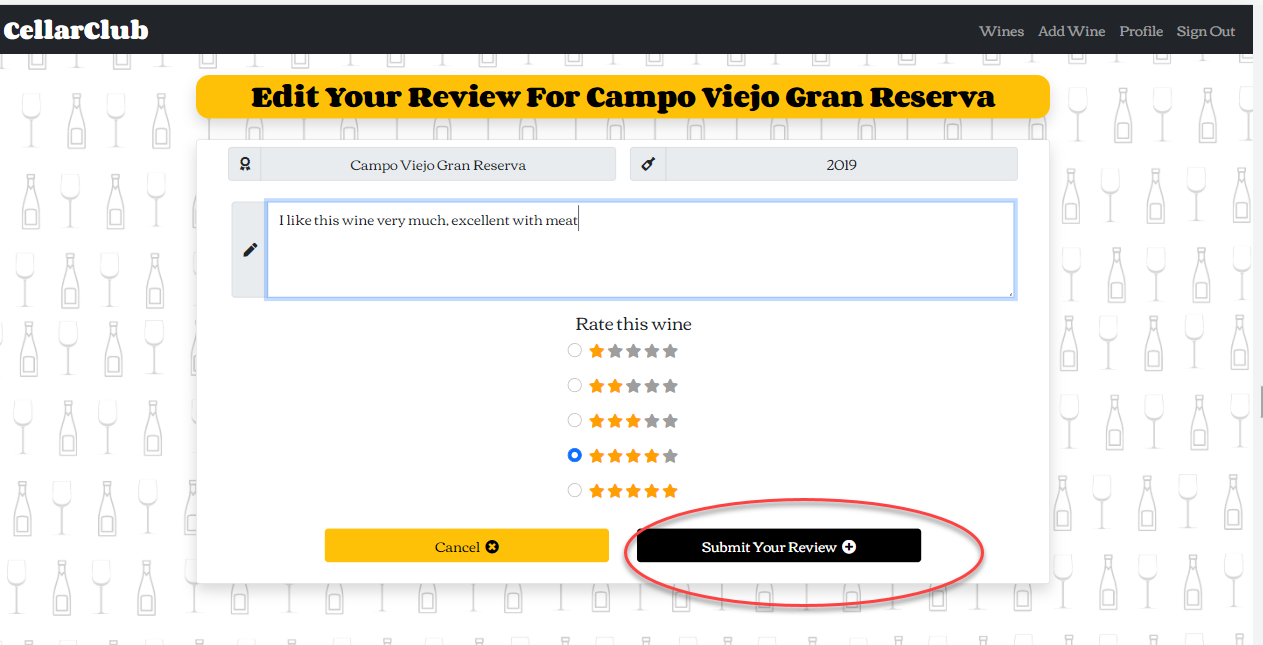 CellarClub
Wines Add Wine Profile Sign Out
Edit Your Review For Campo Viejo Gran Reserva
Campo Viejo Gran Reserva 2019
I like this wine very much, excellent with meat
Rate this wine
Cancel Submit Your Review